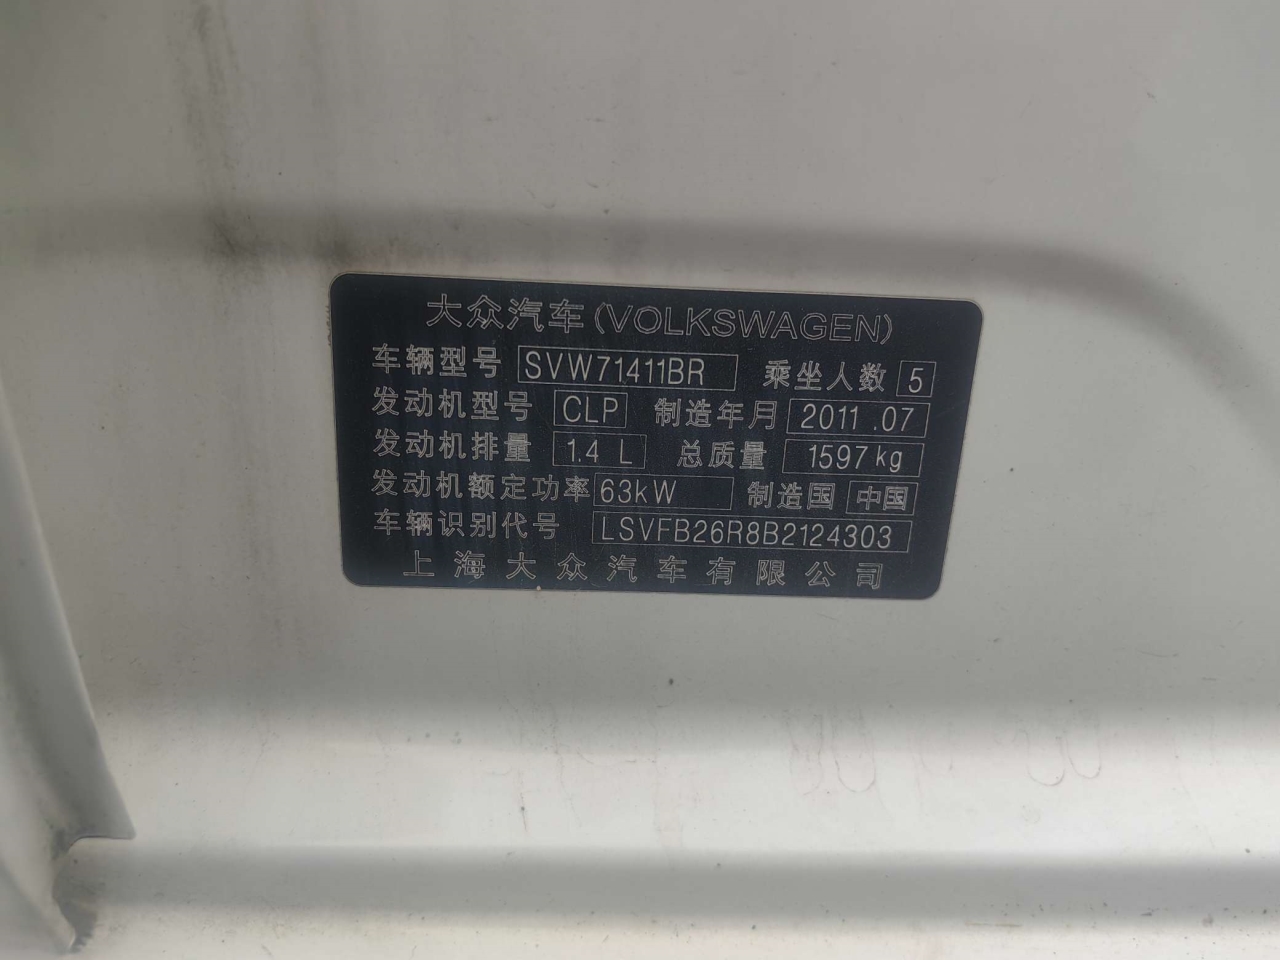 大众汽车(VOLKSWAGEN)
车辆型号 SVW71411BR 乘坐人数 5
发动机型号 CLP 制造年月 2011.07
发动机排量 1.4 L 总质量 1597kg
发动机额定功率 63kW 制造国 中国
车辆识别代号 LSVFB26R8B2124303
上海大众汽车有限公司